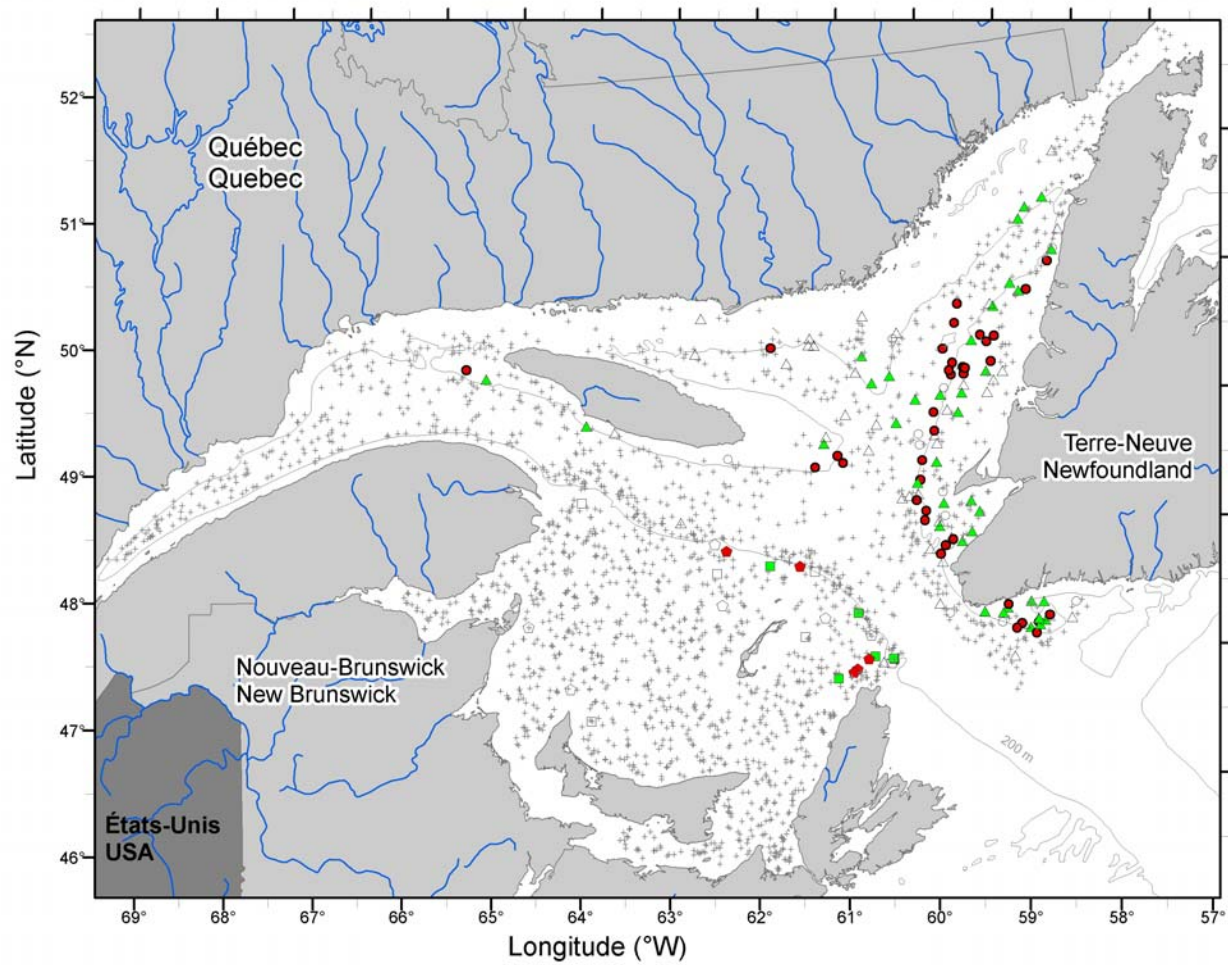 52°
51°
50°
49°
48°
47°
46°
Latitude (°N)
Québec
Quebec
Terre-Neuve
Newfoundland
Nouveau-Brunswick
New Brunswick
200 m
États-Unis
USA
69°
68°
67°
66°
65°
64°
63°
62°
61°
60°
59°
58°
57°
Longitude (°W)